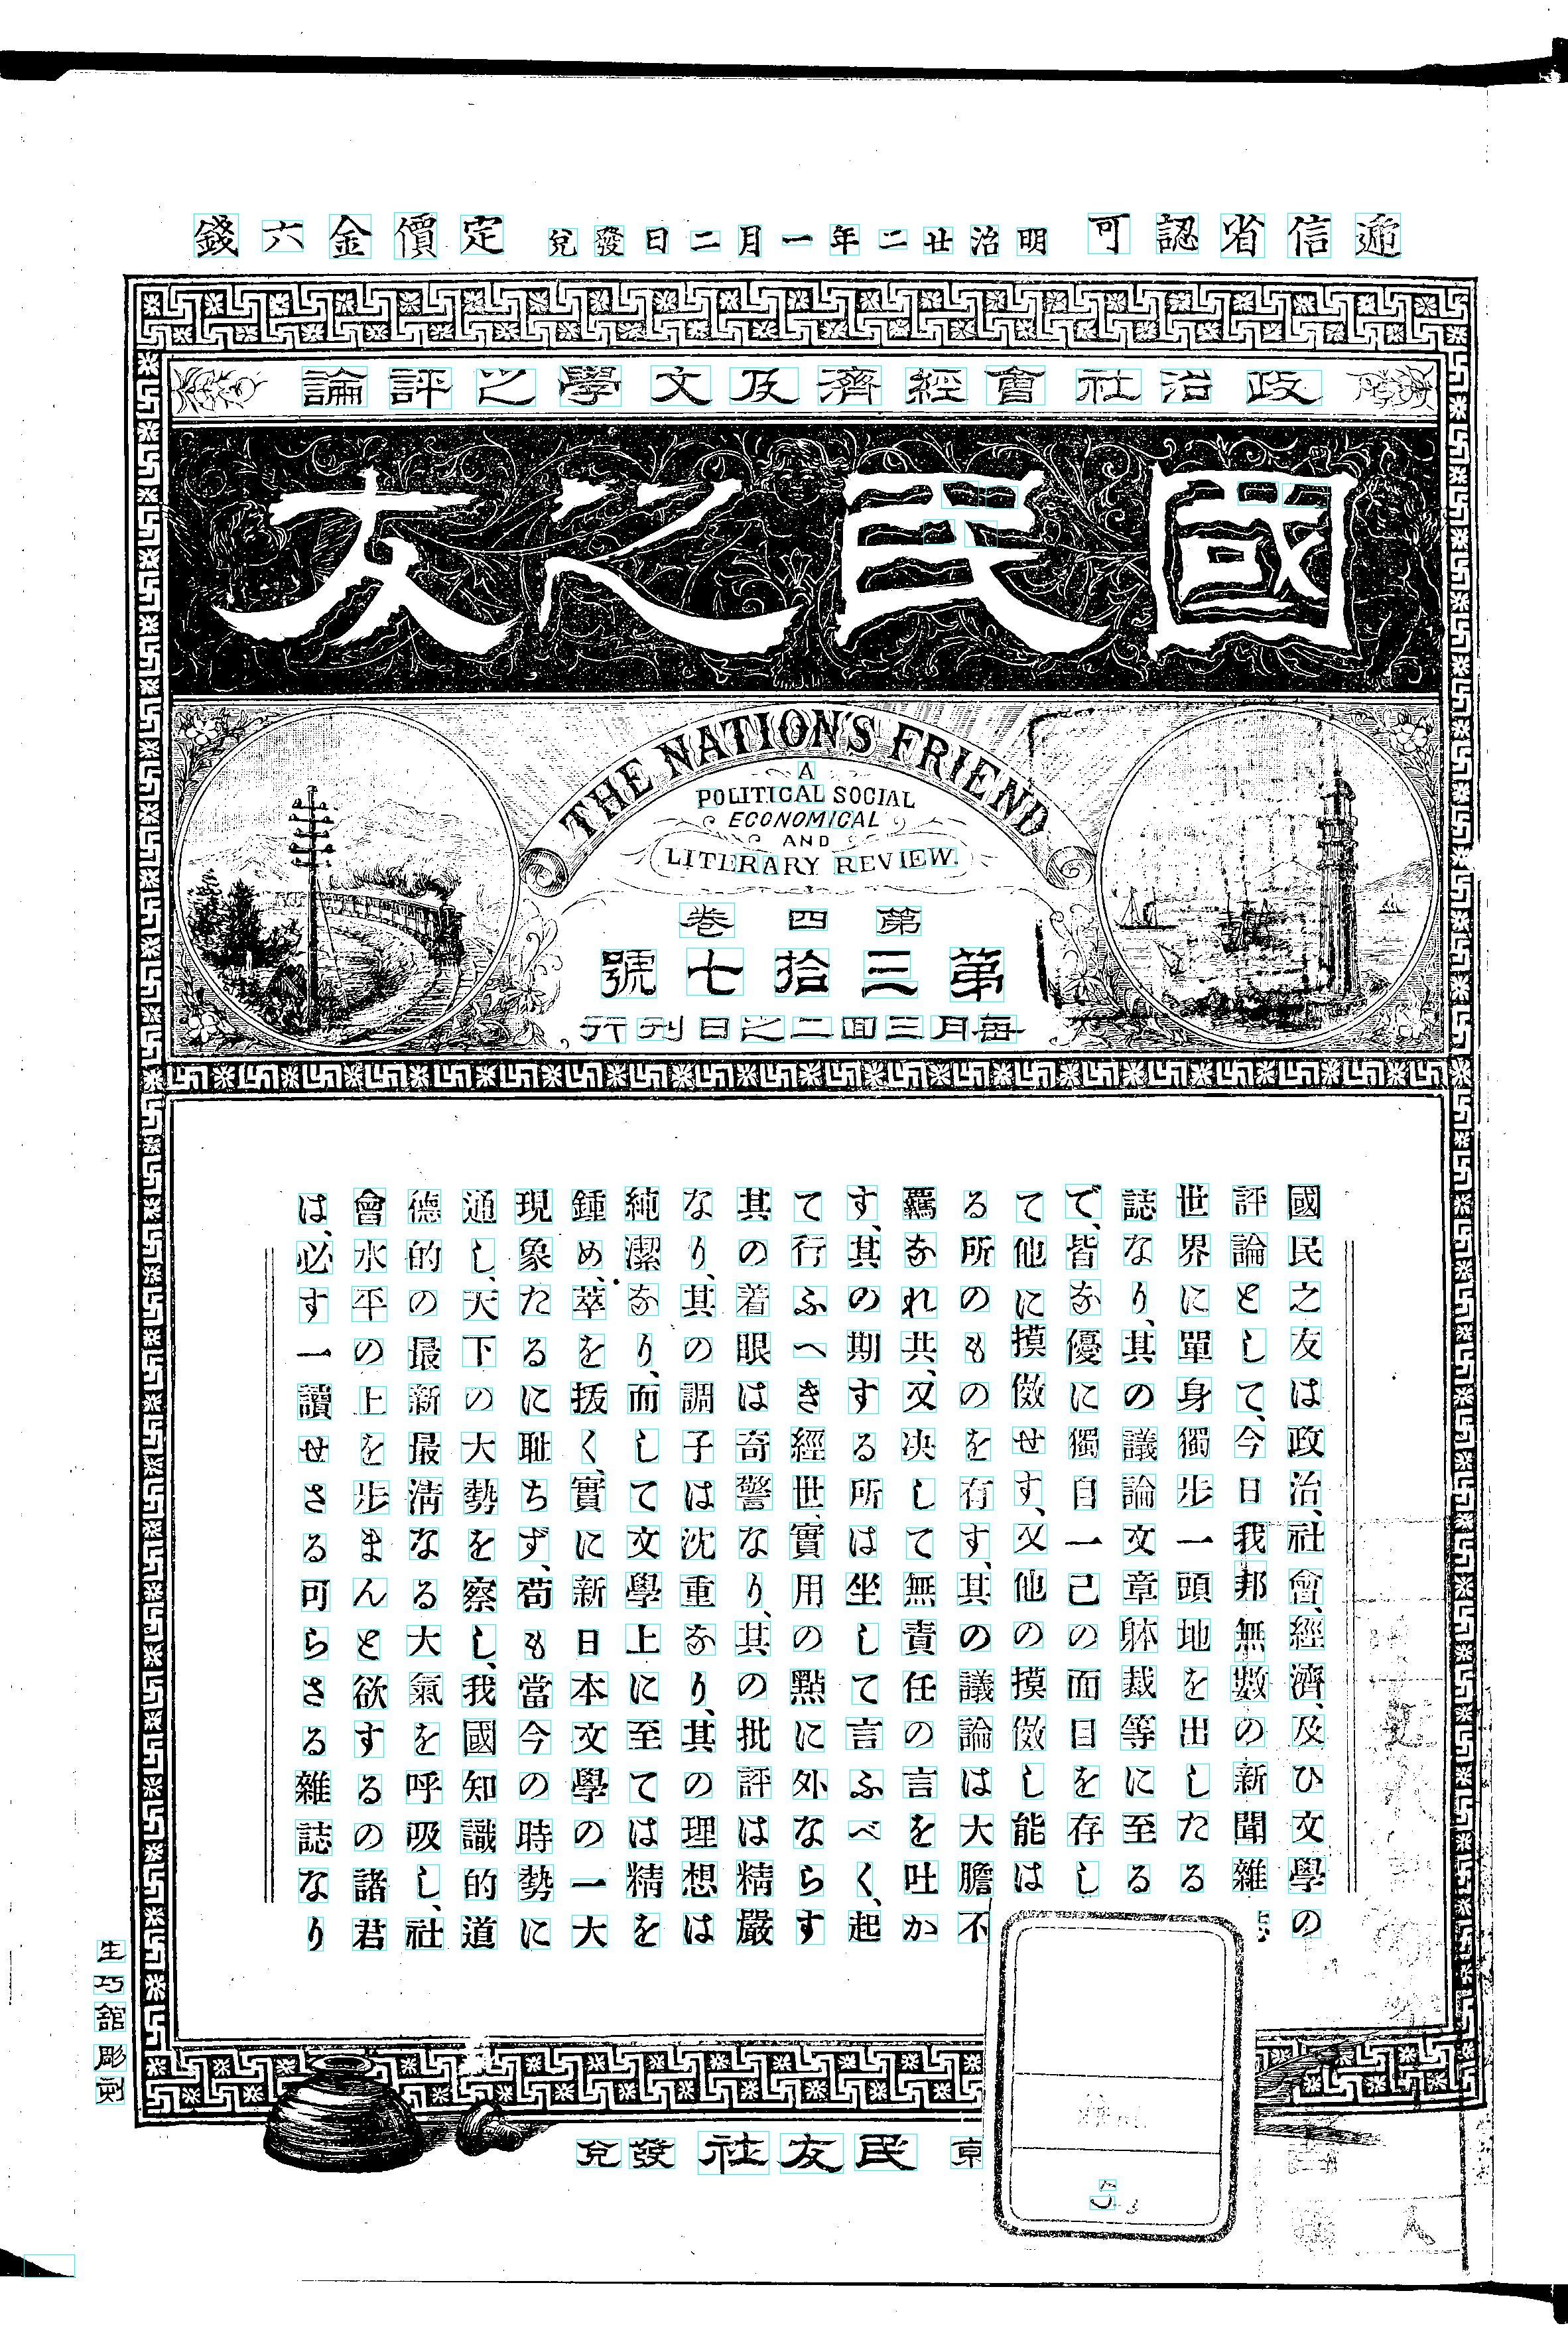 遞信省認可　明治廿二年一月二日發兌　定價金六錢
政治社會經濟及文學之評論
國民之友
THE NATION'S FRIEND
A
POLITICAL SOCIAL
ECONOMICAL
AND
LITERARY REVIEW.
第四卷
第三拾七號
每月三回二之日刊行
國民之友は政治、社會、經濟、及ひ文學の
評論として、今日我邦無數の新聞雜
世界に單身獨步一頭地を出したる
誌なり、其の議論文章躰裁等に至る
で、皆な優に獨自一己の面目を存し
て他に摸傚せす、又他の摸傚し能は
る所のものを有す、其の議論は大膽不
羈なれ共、又决して無責任の言を吐か
す、其の期する所は坐して言ふべく、起
て行ふへき經世、實用の點に外ならす
其の着眼は奇警なり、其の批評は精嚴
なり、其の調子は沈重なり、其の理想は
純潔なり、而して文學上に至ては精を
鍾め、萃を拔く、實に新日本文學の一大
現象たるに耻ちず、苟も當今の時勢に
通し、天下の大勢を察し、我國知識的道
德的の最新最淸なる大氣を呼吸し、社
會水平の上を步まんと欲するの諸君
は、必す一讀せさる可らさる雜誌なり
生巧舘彫刻
東　民友社發兌